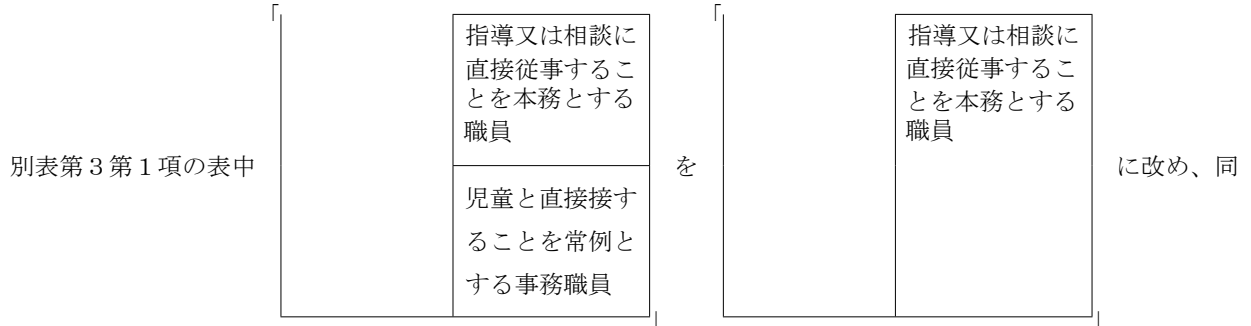 別表第３第１項の表中
「
指導又は相談に
直接従事するこ
とを本務とする
職員
児童と直接接す
ることを常例と
する事務職員
」
を
「
指導又は相談に
直接従事するこ
とを本務とする
職員
」
に改め、同